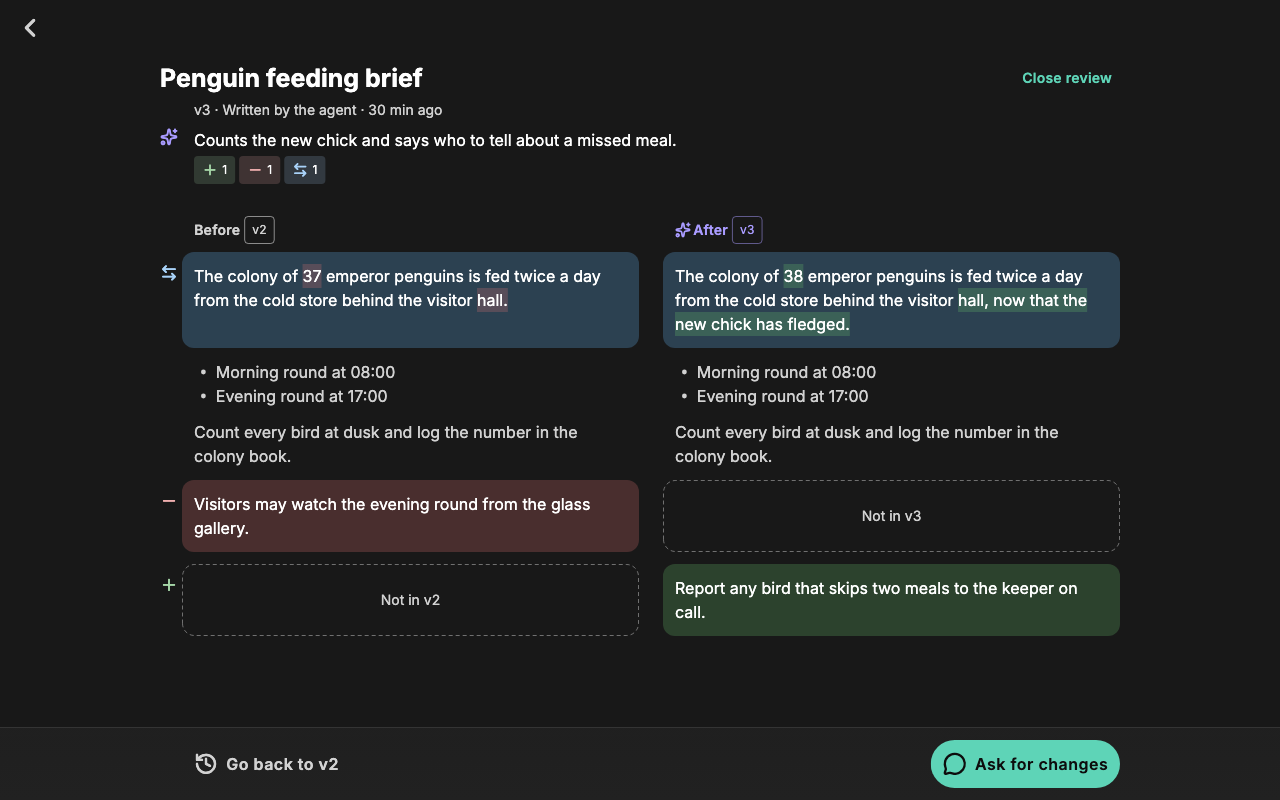 Penguin feeding brief
Close review
v3 · Written by the agent · 30 min ago
Counts the new chick and says who to tell about a missed meal.
+ 1
− 1
1
Before v2
The colony of 37 emperor penguins is fed twice a day
from the cold store behind the visitor hall.
• Morning round at 08:00
• Evening round at 17:00
Count every bird at dusk and log the number in the
colony book.
Visitors may watch the evening round from the glass
gallery.
Not in v2
After v3
The colony of 38 emperor penguins is fed twice a day
from the cold store behind the visitor hall, now that the
new chick has fledged.
• Morning round at 08:00
• Evening round at 17:00
Count every bird at dusk and log the number in the
colony book.
Not in v3
Report any bird that skips two meals to the keeper on
call.
Go back to v2
Ask for changes